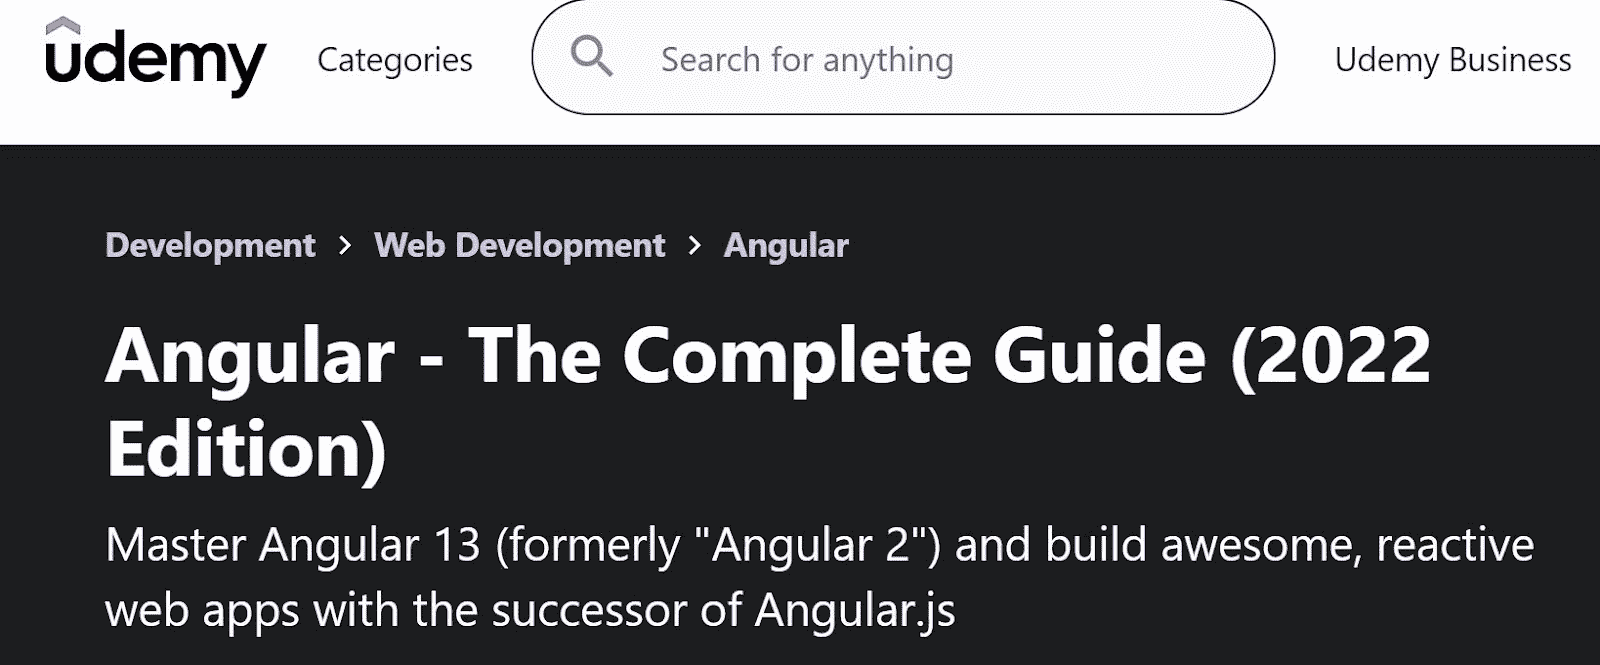 udemy Categories Search for anything Udemy Business
Development > Web Development > Angular
Angular - The Complete Guide (2022
Edition)
Master Angular 13 (formerly "Angular 2") and build awesome, reactive
web apps with the successor of Angular.js